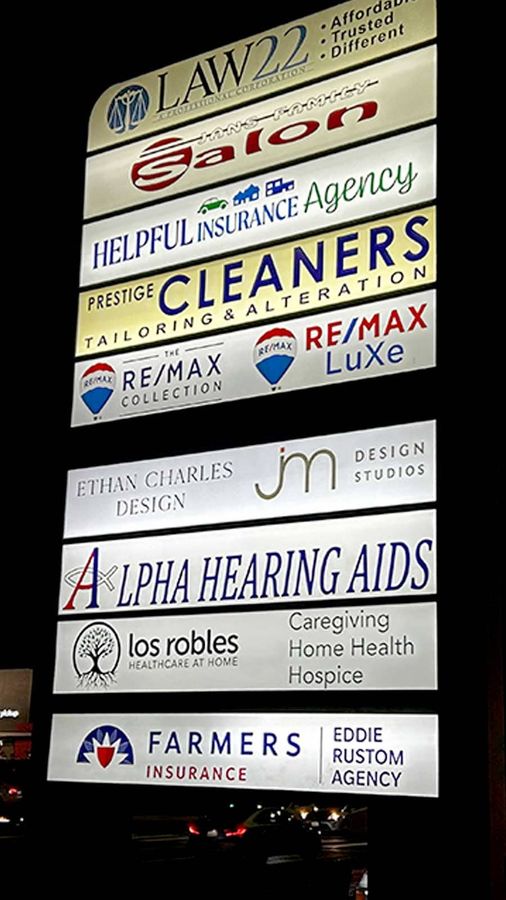 LAW22
A PROFESSIONAL CORPORATION
• Affordable
• Trusted
• Different
JANS FAMILY
Salon
HELPFUL INSURANCE Agency
PRESTIGE CLEANERS
TAILORING & ALTERATION
RE/MAX
THE
RE/MAX
COLLECTION
RE/MAX
RE/MAX
LuXe
ETHAN CHARLES
DESIGN
jm
DESIGN
STUDIOS
ALPHA HEARING AIDS
los robles
HEALTHCARE AT HOME
Caregiving
Home Health
Hospice
FARMERS
INSURANCE
EDDIE
RUSTOM
AGENCY